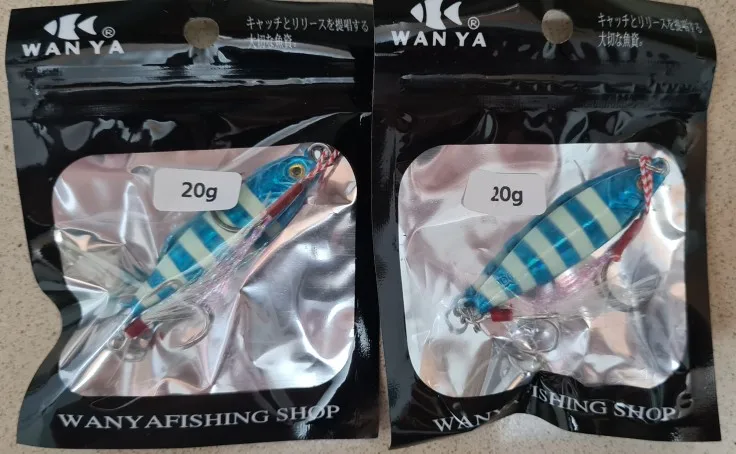 WAN YA ®
キャッチとリリースを提唱する
大切な魚資。
20g
WANYAFISHING SHOP
WAN YA ®
キャッチとリリースを提唱する
大切な魚資。
20g
WANYA FISHING SHOP